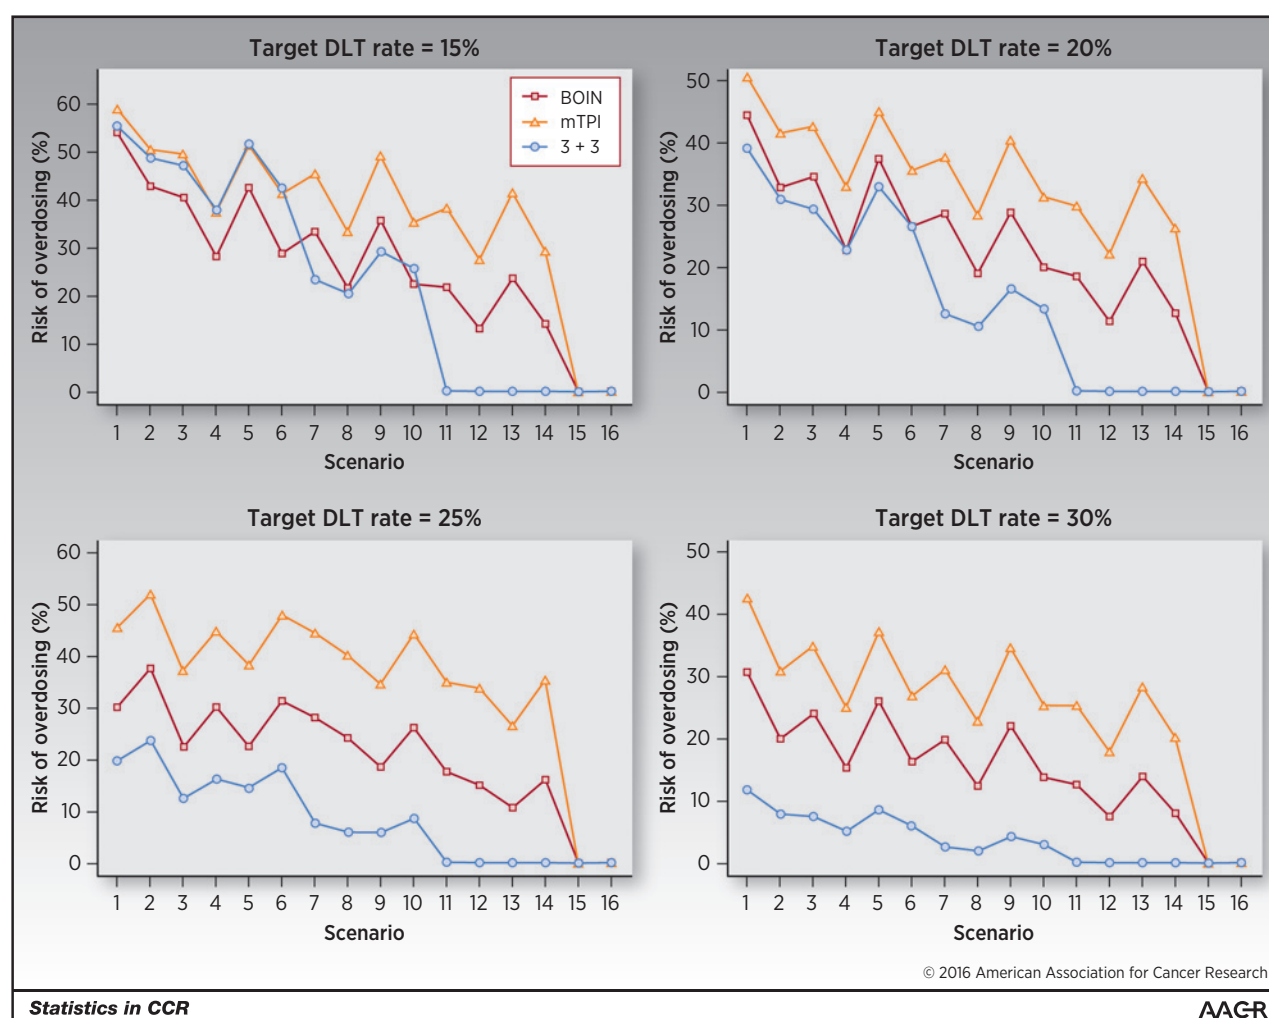 Target DLT rate = 15%
Risk of overdosing (%)
60
50
40
30
20
10
0
BOIN
mTPI
3 + 3
1 2 3 4 5 6 7 8 9 10 11 12 13 14 15 16
Scenario
Target DLT rate = 20%
Risk of overdosing (%)
50
40
30
20
10
0
1 2 3 4 5 6 7 8 9 10 11 12 13 14 15 16
Scenario
Target DLT rate = 25%
Risk of overdosing (%)
60
50
40
30
20
10
0
1 2 3 4 5 6 7 8 9 10 11 12 13 14 15 16
Scenario
Target DLT rate = 30%
Risk of overdosing (%)
50
40
30
20
10
0
1 2 3 4 5 6 7 8 9 10 11 12 13 14 15 16
Scenario
© 2016 American Association for Cancer Research
Statistics in CCR
AACR